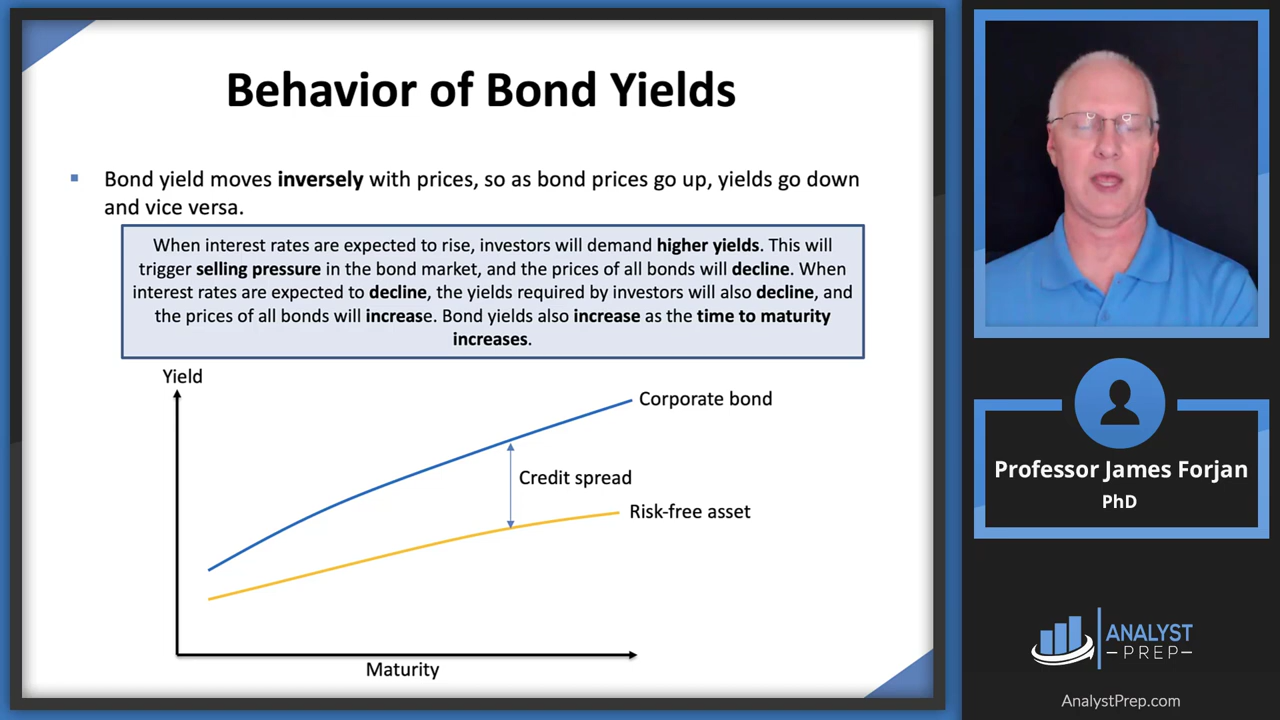 Behavior of Bond Yields
Bond yield moves inversely with prices, so as bond prices go up, yields go down
and vice versa.
When interest rates are expected to rise, investors will demand higher yields. This will
trigger selling pressure in the bond market, and the prices of all bonds will decline. When
interest rates are expected to decline, the yields required by investors will also decline, and
the prices of all bonds will increase. Bond yields also increase as the time to maturity
increases.
Yield
Corporate bond
Credit spread
Risk-free asset
Maturity
Professor James Forjan
PhD
ANALYST
PREP
AnalystPrep.com